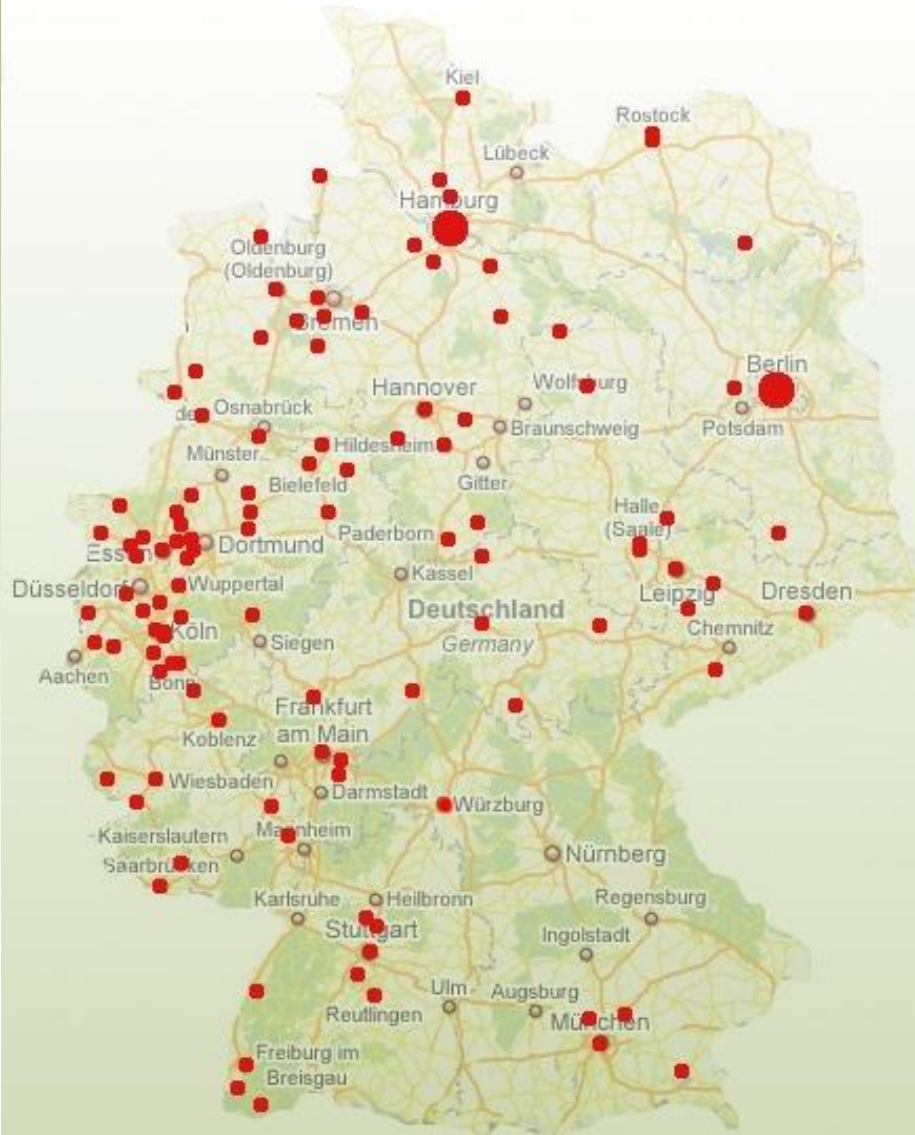 Kiel
Rostock
Lübeck
Hamburg
Oldenburg
(Oldenburg)
Bremen
Berlin
Hannover
Wolfsburg
de
Osnabrück
Potsdam
Braunschweig
Hildesheim
Münster
Bielefeld
Gitter
Halle
(Saale)
Paderborn
Dortmund
Essen
Kassel
Düsseldorf
Wuppertal
Leipzig
Dresden
Deutschland
Germany
Chemnitz
Köln
Siegen
Aachen
Bonn
Frankfurt
am Main
Koblenz
Wiesbaden
Darmstadt
Würzburg
Kaiserslautern
Mannheim
Nürnberg
Saarbrücken
Karlsruhe
Heilbronn
Regensburg
Stuttgart
Ingolstadt
Ulm
Augsburg
Reutlingen
München
Freiburg im
Breisgau